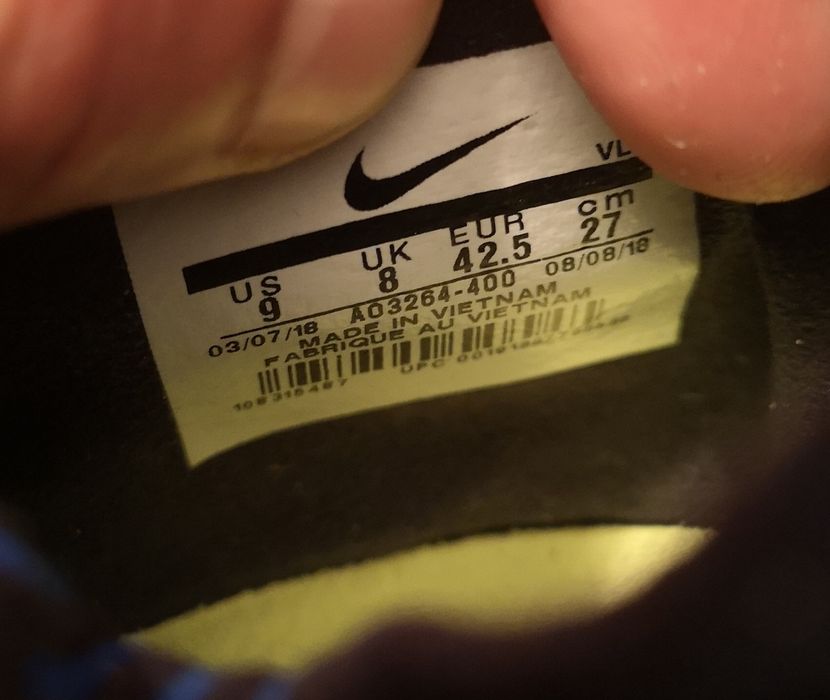 VL
US UK EUR cm
9 8 42.5 27
03/07/18 AO3264-400 08/08/18
MADE IN VIETNAM
FABRIQUE AU VIETNAM
UPC